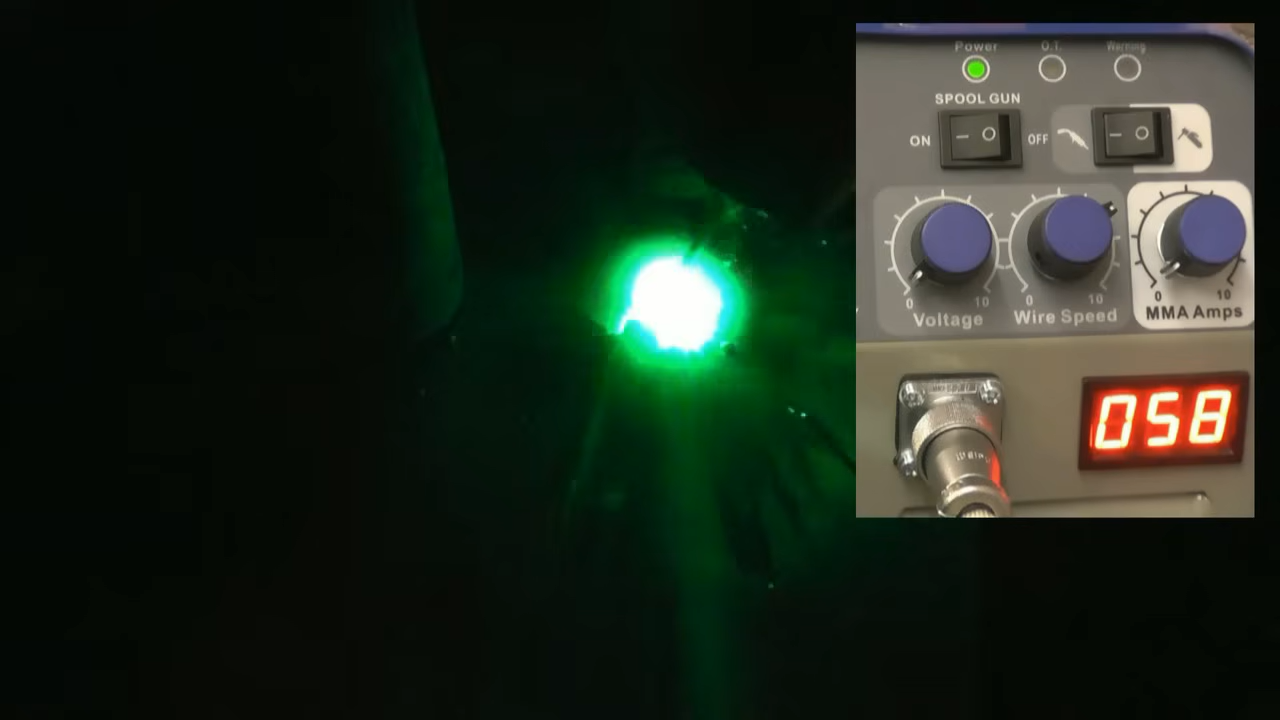 Power O.T. Warning
SPOOL GUN
ON OFF
0 10 0 10 0 10
Voltage Wire Speed MMA Amps
058